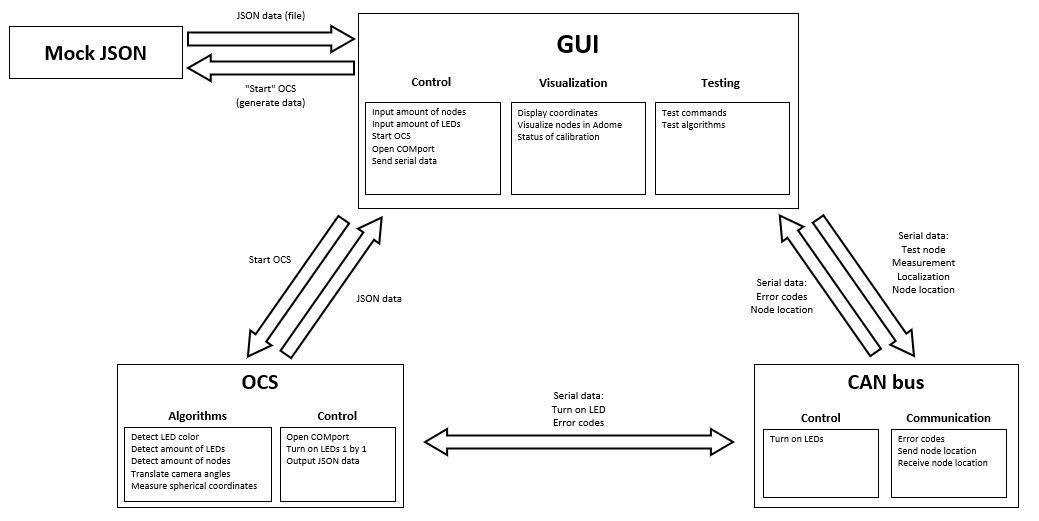 JSON data (file)
Mock JSON
"Start" OCS
(generate data)
GUI
Control
Input amount of nodes
Input amount of LEDs
Start OCS
Open COMport
Send serial data
Visualization
Display coordinates
Visualize nodes in Adome
Status of calibration
Testing
Test commands
Test algorithms
Start OCS
JSON data
Serial data:
Error codes
Node location
Serial data:
Test node
Measurement
Localization
Node location
OCS
Algorithms
Detect LED color
Detect amount of LEDs
Detect amount of nodes
Translate camera angles
Measure spherical coordinates
Control
Open COMport
Turn on LEDs 1 by 1
Output JSON data
Serial data:
Turn on LED
Error codes
CAN bus
Control
Turn on LEDs
Communication
Error codes
Send node location
Receive node location